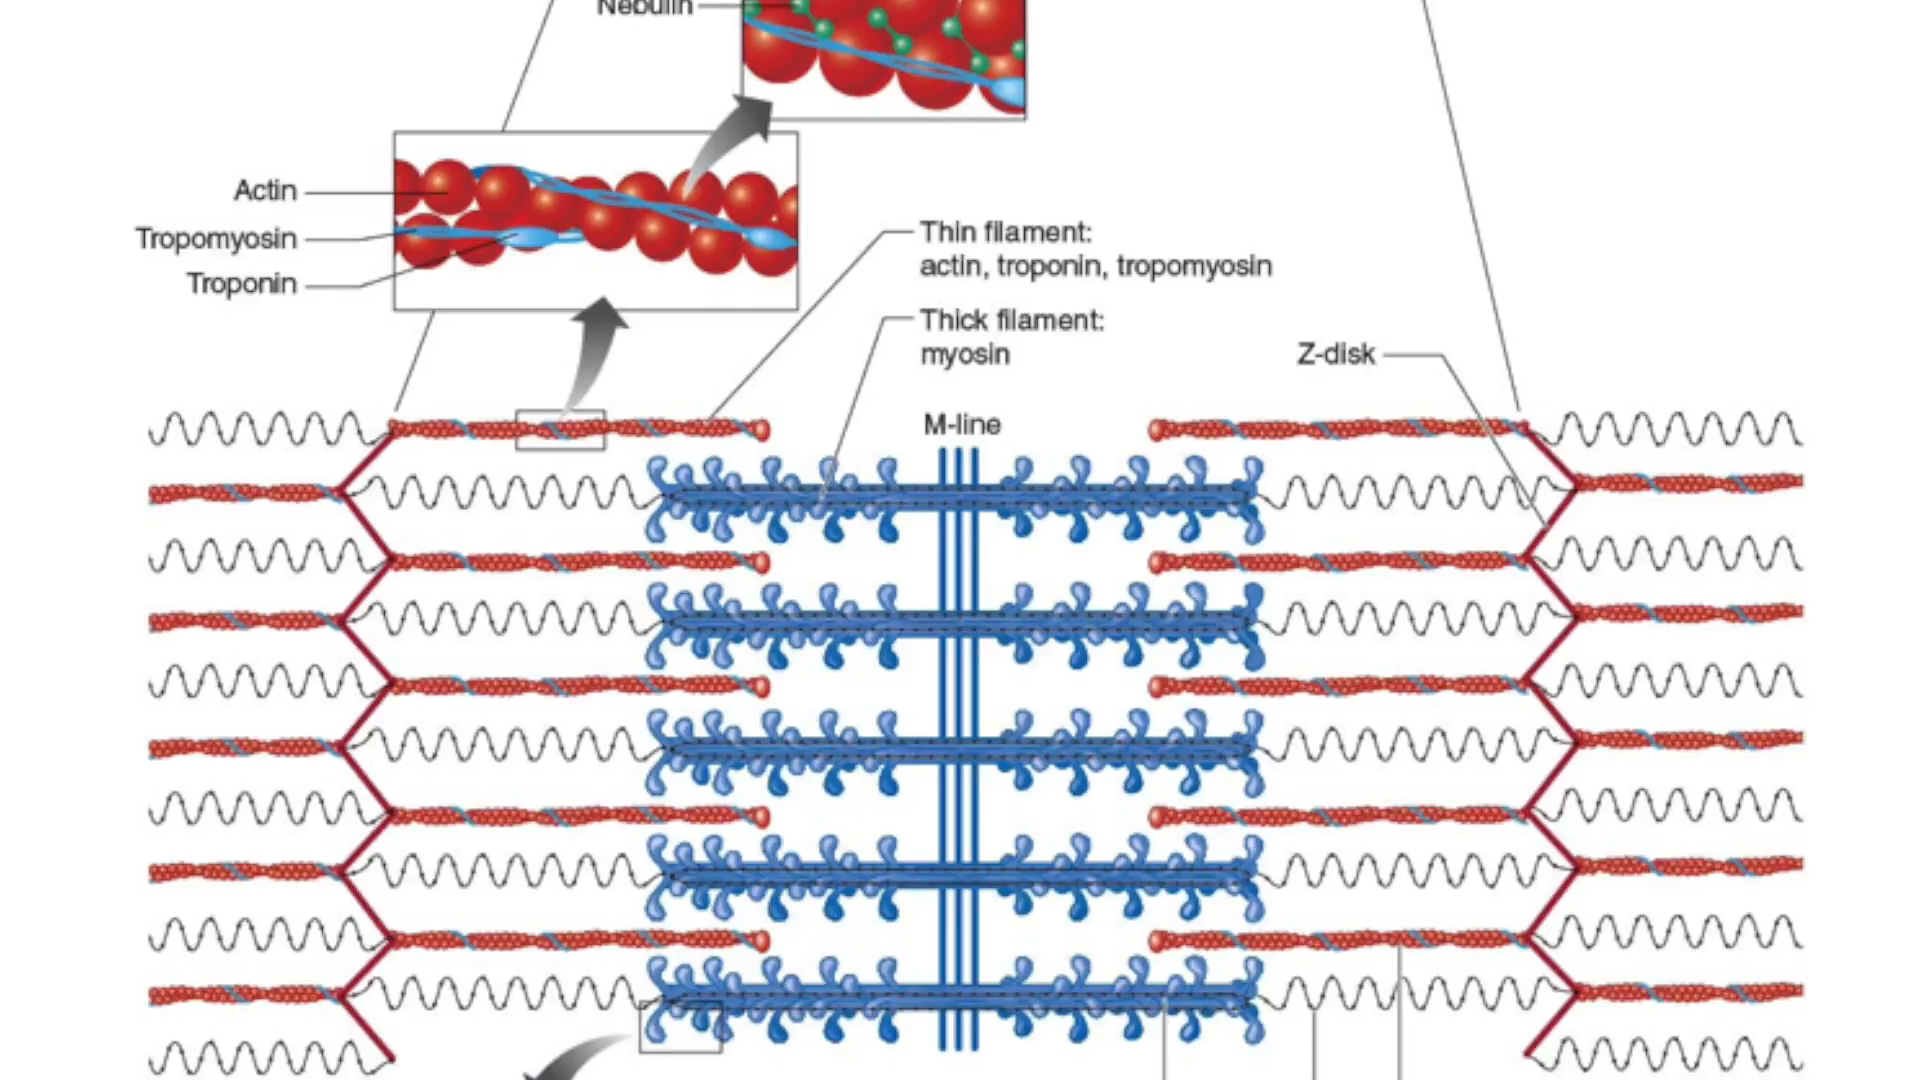 Nebulin
Actin
Tropomyosin
Troponin
Thin filament:
actin, troponin, tropomyosin
Thick filament:
myosin
Z-disk
M-line